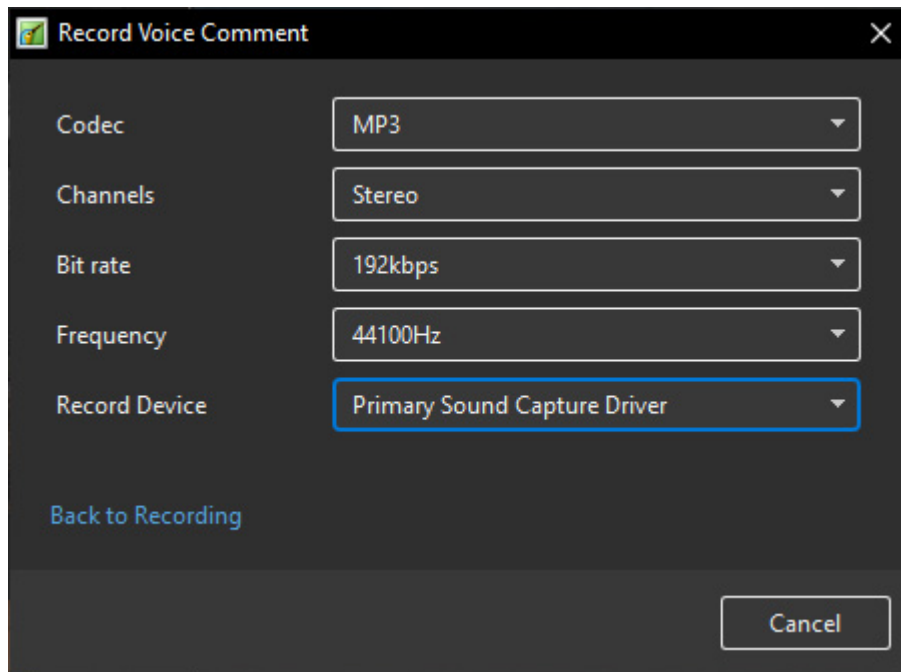 Record Voice Comment
Codec MP3
Channels Stereo
Bit rate 192kbps
Frequency 44100Hz
Record Device Primary Sound Capture Driver
Back to Recording
Cancel